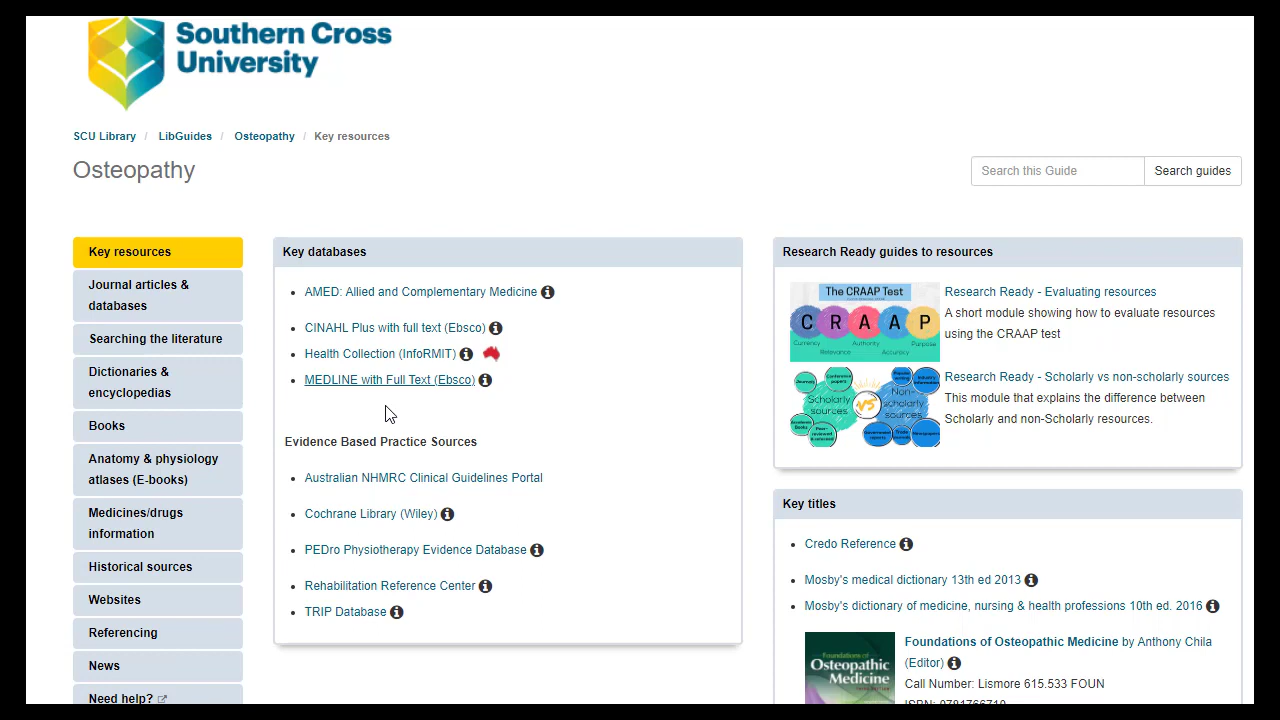 Southern Cross
University
SCU Library / LibGuides / Osteopathy / Key resources
Osteopathy
Search this Guide
Search guides
Key resources
Journal articles &
databases
Searching the literature
Dictionaries &
encyclopedias
Books
Anatomy & physiology
atlases (E-books)
Medicines/drugs
information
Historical sources
Websites
Referencing
News
Need help?
Key databases
AMED: Allied and Complementary Medicine
CINAHL Plus with full text (Ebsco)
Health Collection (InfoRMIT)
MEDLINE with Full Text (Ebsco)
Evidence Based Practice Sources
Australian NHMRC Clinical Guidelines Portal
Cochrane Library (Wiley)
PEDro Physiotherapy Evidence Database
Rehabilitation Reference Center
TRIP Database
Research Ready guides to resources
The CRAAP Test
C R A A P
Currency
Relevance
Authority
Accuracy
Purpose
Research Ready - Evaluating resources
A short module showing how to evaluate resources
using the CRAAP test
Journals
Conference
papers
Scholarly
sources
VS
Non-
scholarly
sources
Industry
information
Newspapers
Research Ready - Scholarly vs non-scholarly sources
This module that explains the difference between
Scholarly and non-Scholarly resources.
Key titles
Credo Reference
Mosby's medical dictionary 13th ed 2013
Mosby's dictionary of medicine, nursing & health professions 10th ed. 2016
Foundations of
Osteopathic
Medicine
Foundations of Osteopathic Medicine by Anthony Chila
(Editor)
Call Number: Lismore 615.533 FOUN